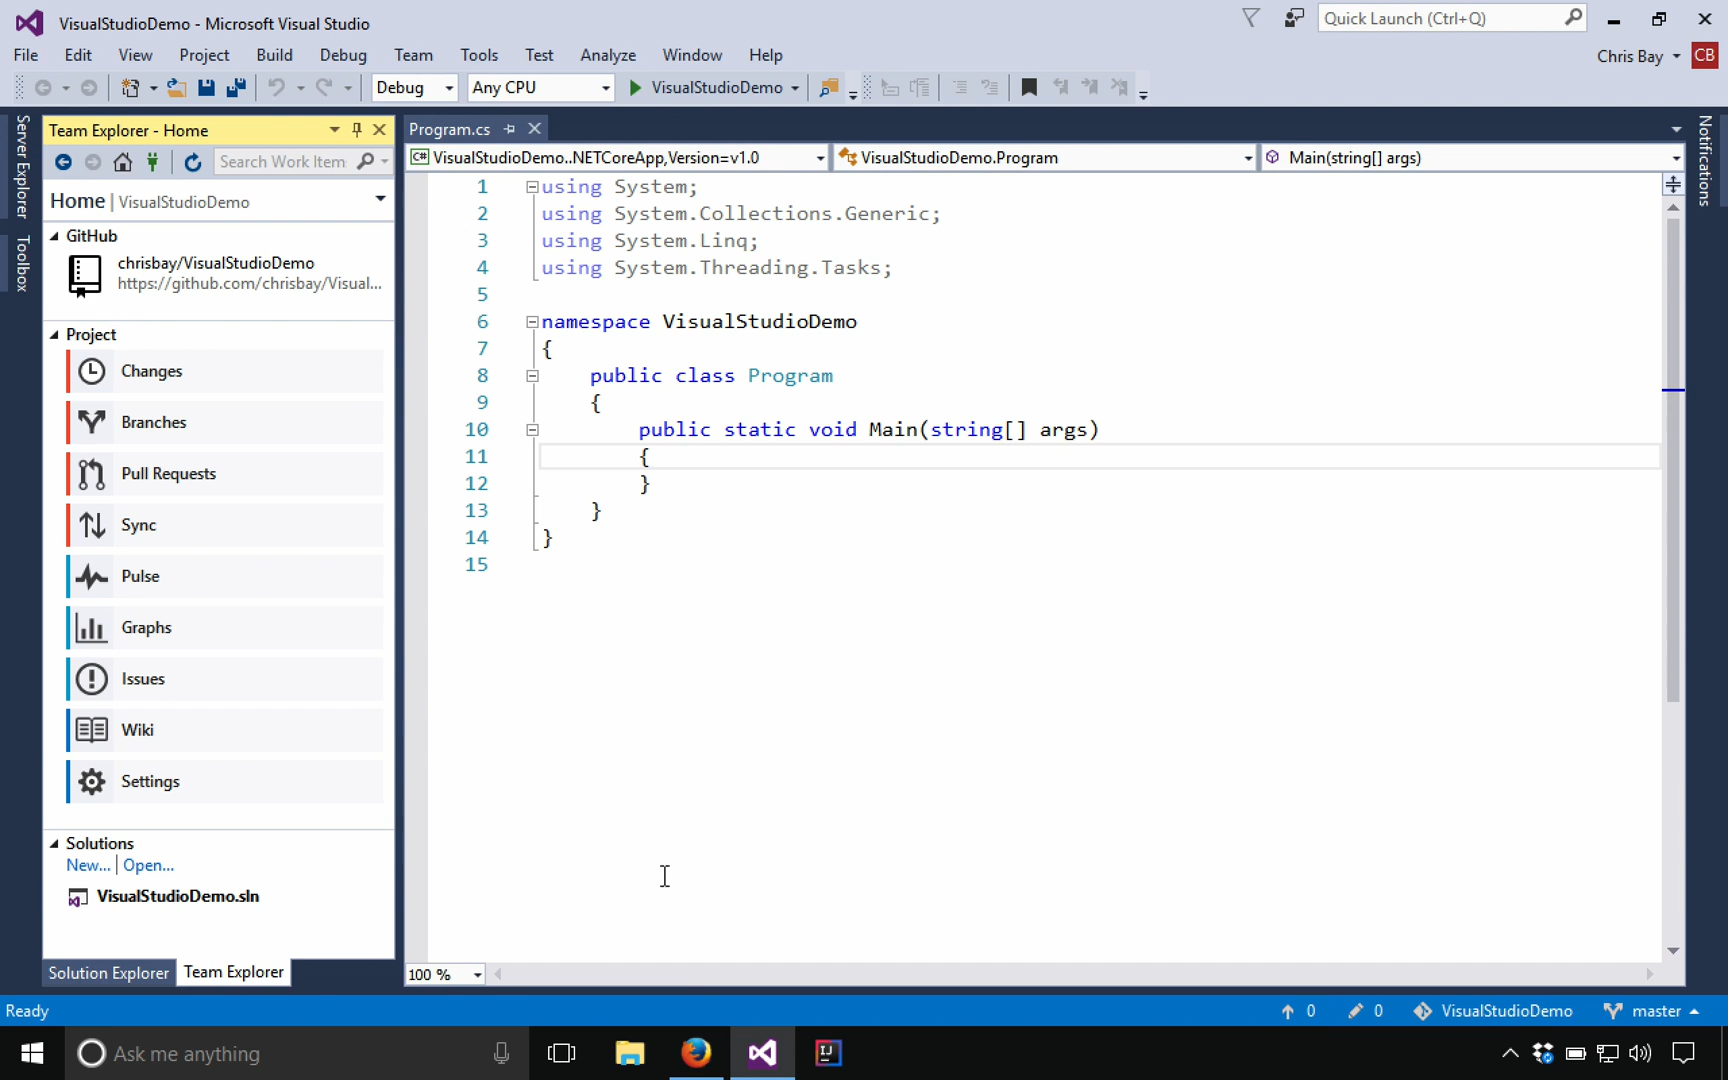 VisualStudioDemo - Microsoft Visual Studio
Quick Launch (Ctrl+Q)
File Edit View Project Build Debug Team Tools Test Analyze Window Help
Chris Bay
CB
Debug
Any CPU
VisualStudioDemo
Server Explorer
Toolbox
Team Explorer - Home
Search Work Item
Home | VisualStudioDemo
GitHub
chrisbay/VisualStudioDemo
https://github.com/chrisbay/Visual...
Project
Changes
Branches
Pull Requests
Sync
Pulse
Graphs
Issues
Wiki
Settings
Solutions
New... | Open...
VisualStudioDemo.sln
Solution Explorer
Team Explorer
Program.cs
C# VisualStudioDemo..NETCoreApp,Version=v1.0
VisualStudioDemo.Program
Main(string[] args)
1 using System;
2 using System.Collections.Generic;
3 using System.Linq;
4 using System.Threading.Tasks;
5
6 namespace VisualStudioDemo
7 {
8 public class Program
9 {
10 public static void Main(string[] args)
11 {
12 }
13 }
14 }
15
100 %
Notifications
Ready
0
0
VisualStudioDemo
master
Ask me anything
IJ